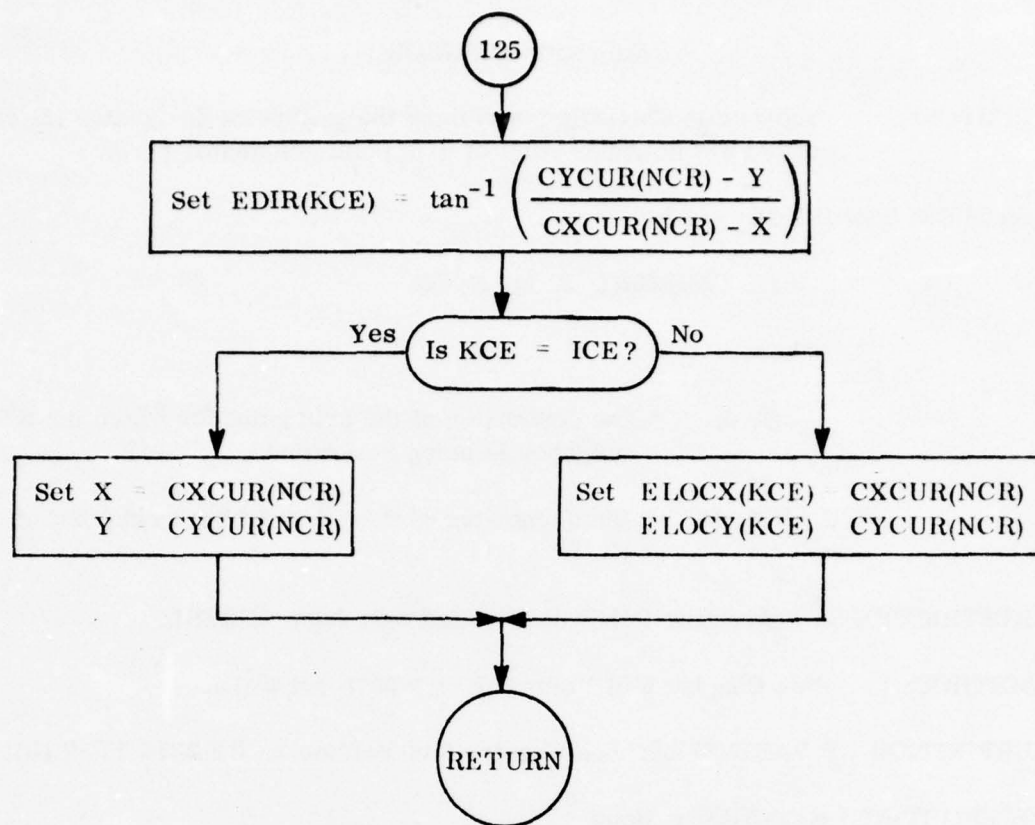 125
Set EDIR(KCE) = tan⁻¹ ( CYCUR(NCR) - Y / CXCUR(NCR) - X )
Is KCE = ICE?
Yes
No
Set X = CXCUR(NCR)
Y CYCUR(NCR)
Set ELOCX(KCE) CXCUR(NCR)
ELOCY(KCE) CYCUR(NCR)
RETURN